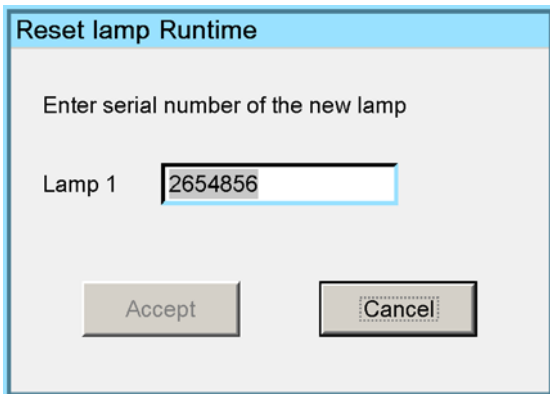 Reset lamp Runtime
Enter serial number of the new lamp
Lamp 1 2654856
Accept Cancel